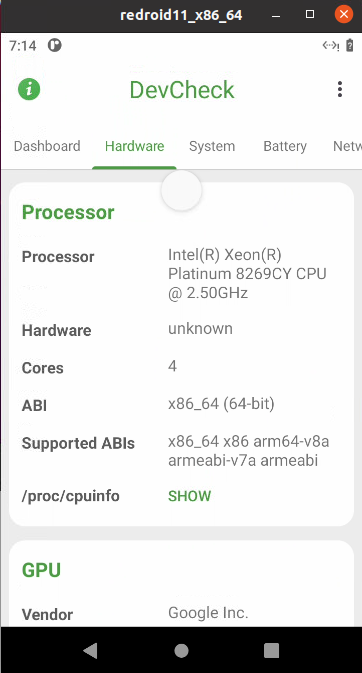 redroid11_x86_64
7:14
DevCheck
Dashboard Hardware System Battery Netw
Processor
Processor Intel(R) Xeon(R)
Platinum 8269CY CPU
@ 2.50GHz
Hardware unknown
Cores 4
ABI x86_64 (64-bit)
Supported ABIs x86_64 x86 arm64-v8a
armeabi-v7a armeabi
/proc/cpuinfo SHOW
GPU
Vendor Google Inc.